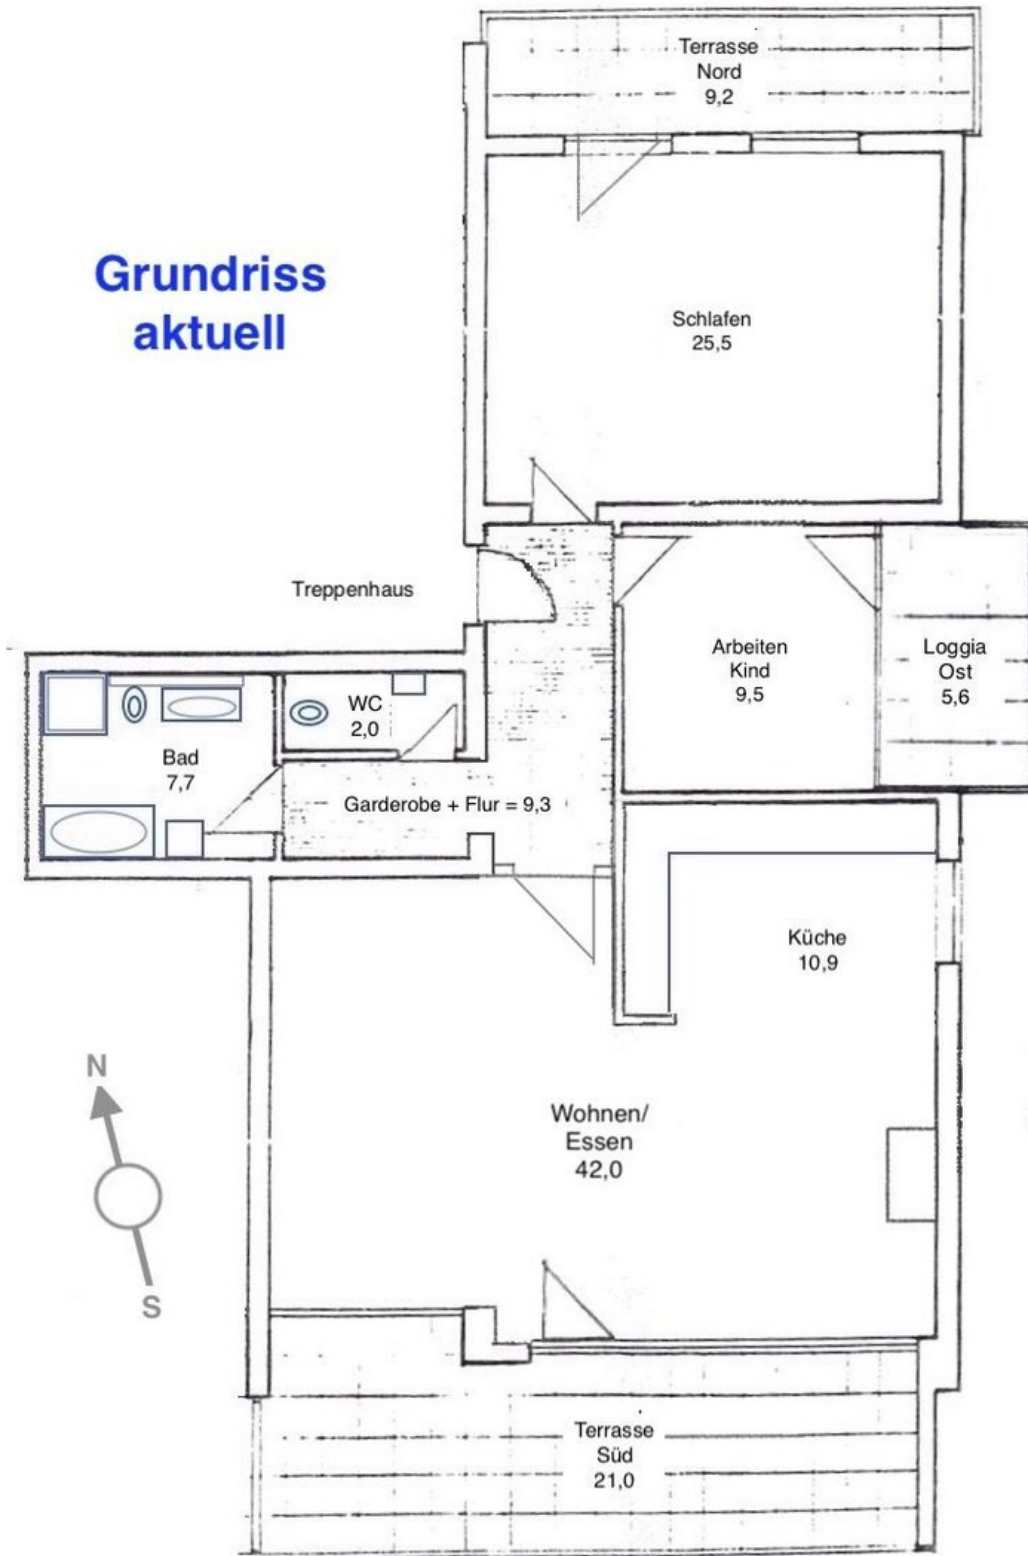 Terrasse
Nord
9,2
Grundriss
aktuell
Schlafen
25,5
Treppenhaus
Arbeiten
Kind
9,5
Loggia
Ost
5,6
WC
2,0
Bad
7,7
Garderobe + Flur = 9,3
Küche
10,9
N
S
Wohnen/
Essen
42,0
Terrasse
Süd
21,0